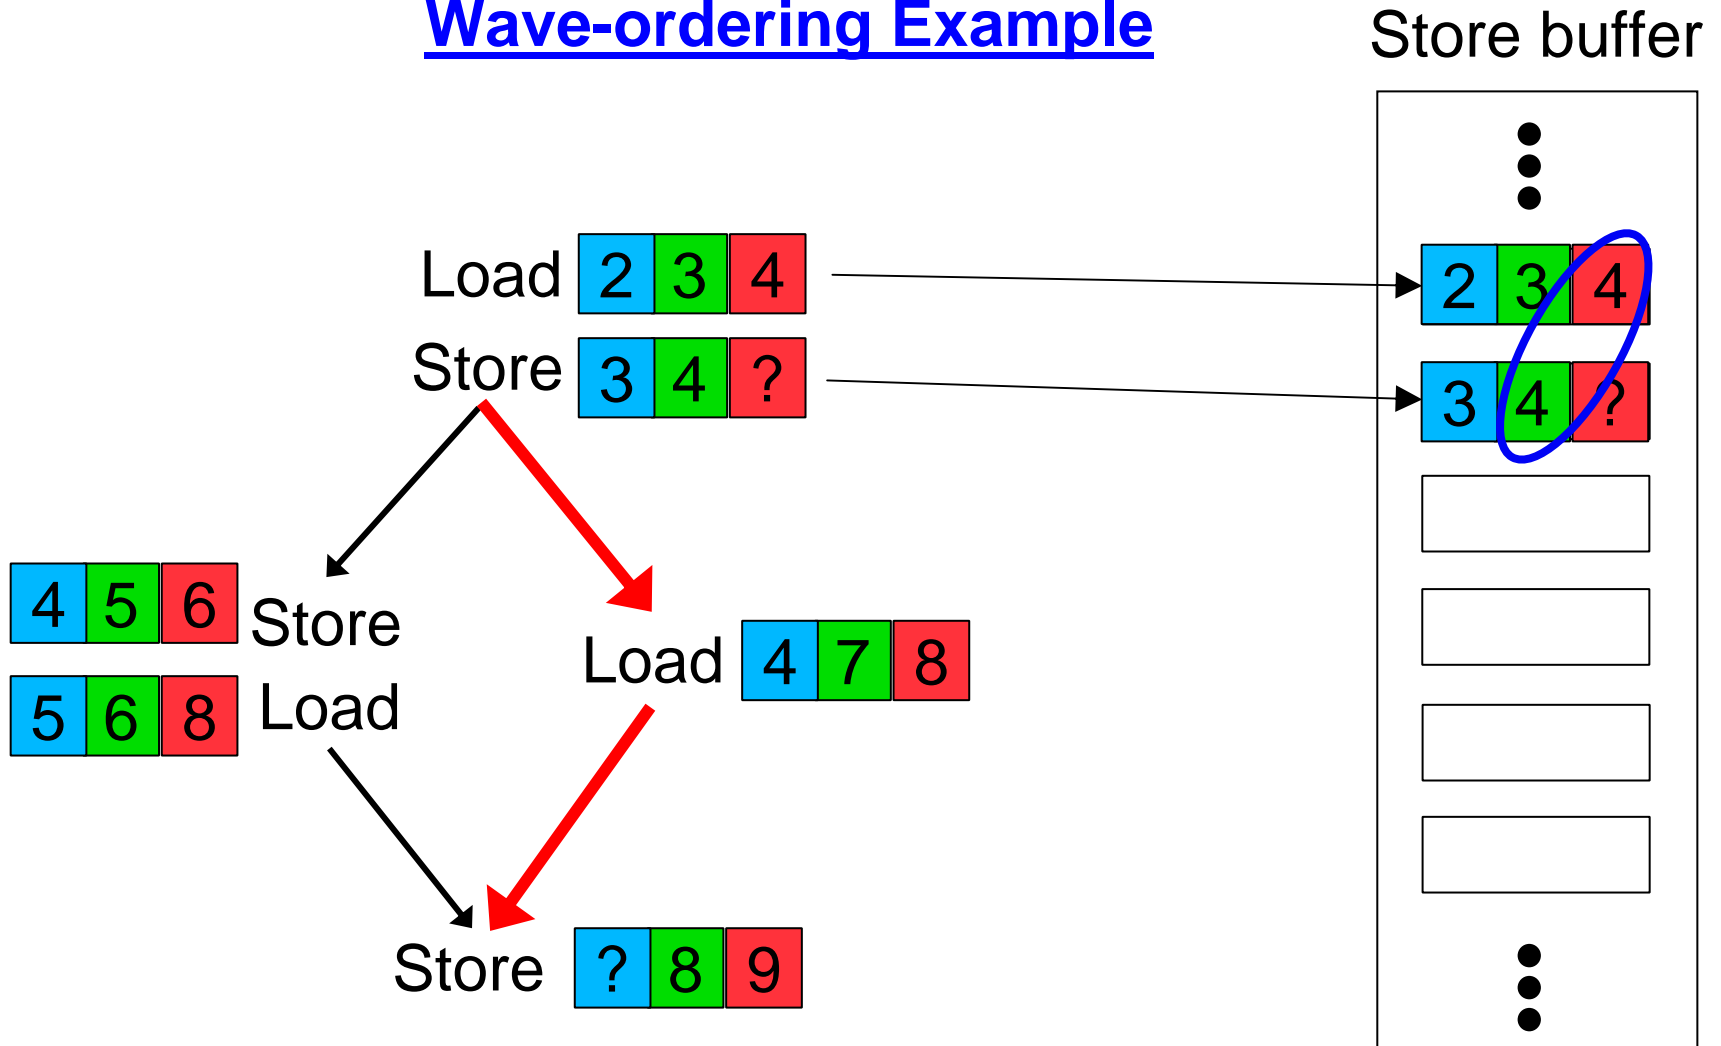 Wave-ordering Example
Store buffer
Load 2 3 4
2 3 4
Store 3 4 ?
3 4 ?
4 5 6 Store
Load 4 7 8
5 6 8 Load
Store ? 8 9